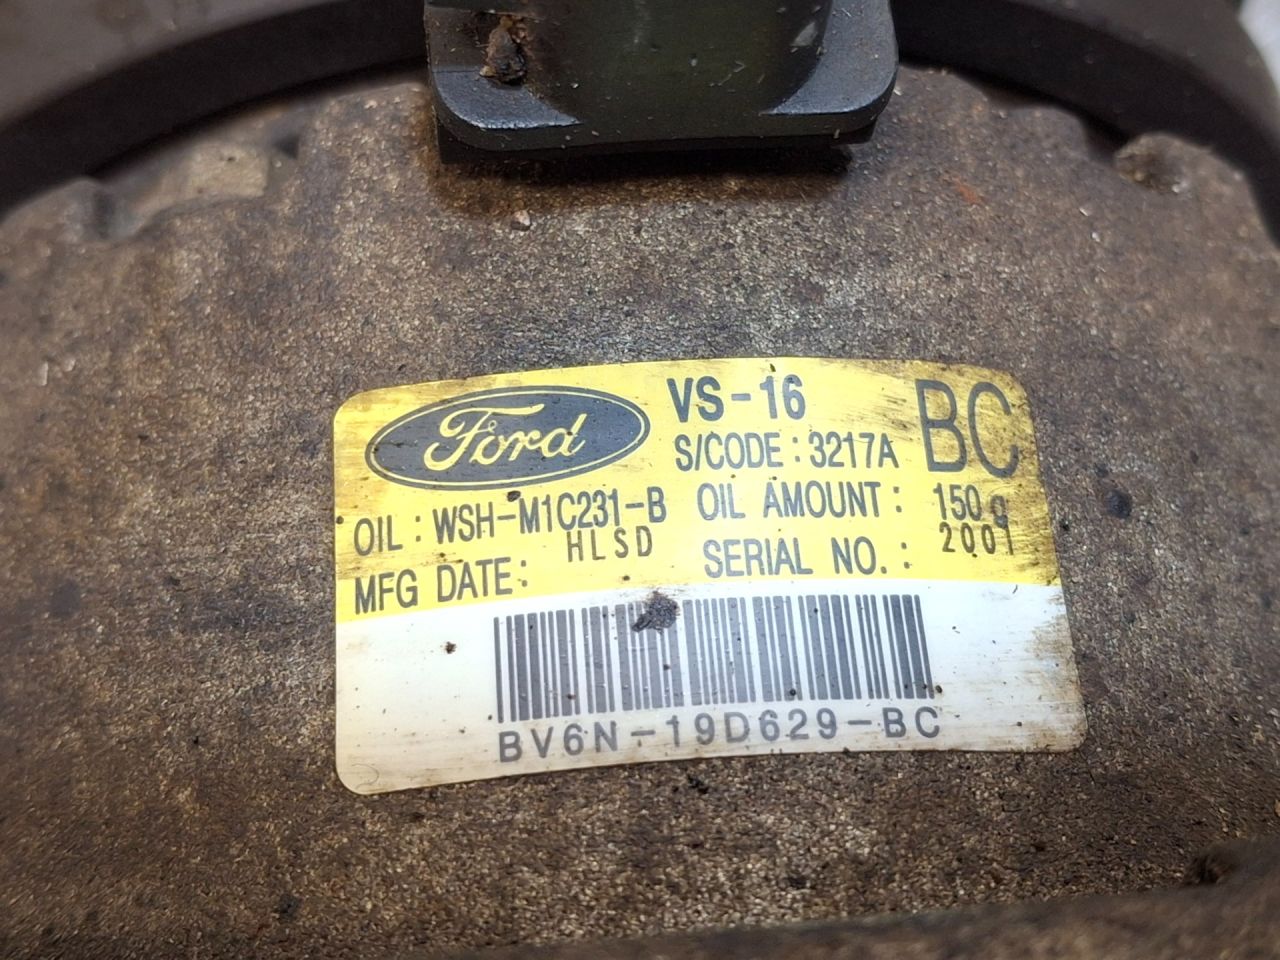 Ford
VS-16
BC
S/CODE : 3217A
OIL : WSH-M1C231-B
OIL AMOUNT : 150 g
MFG DATE : HLSD
SERIAL NO. : 2001
BV6N-19D629-BC